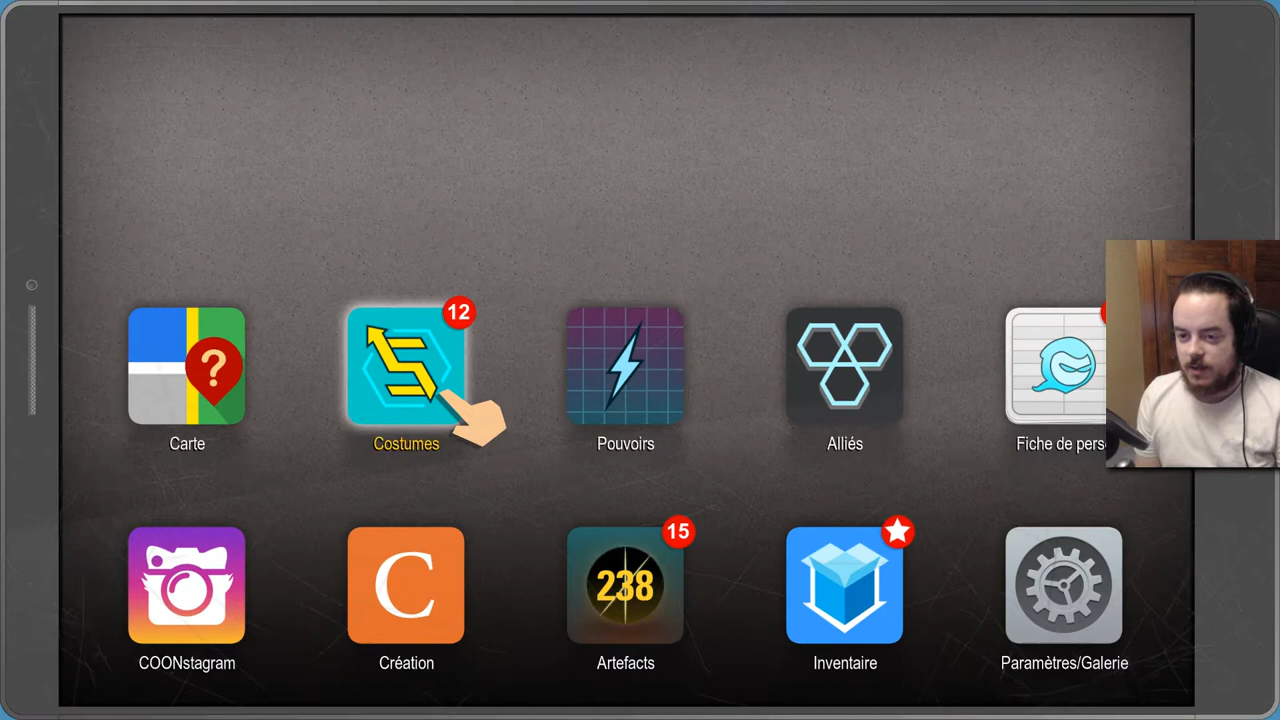 12
?
Carte
Costumes
Pouvoirs
Alliés
Fiche de pers
15
C
238
COONstagram
Création
Artefacts
Inventaire
Paramètres/Galerie